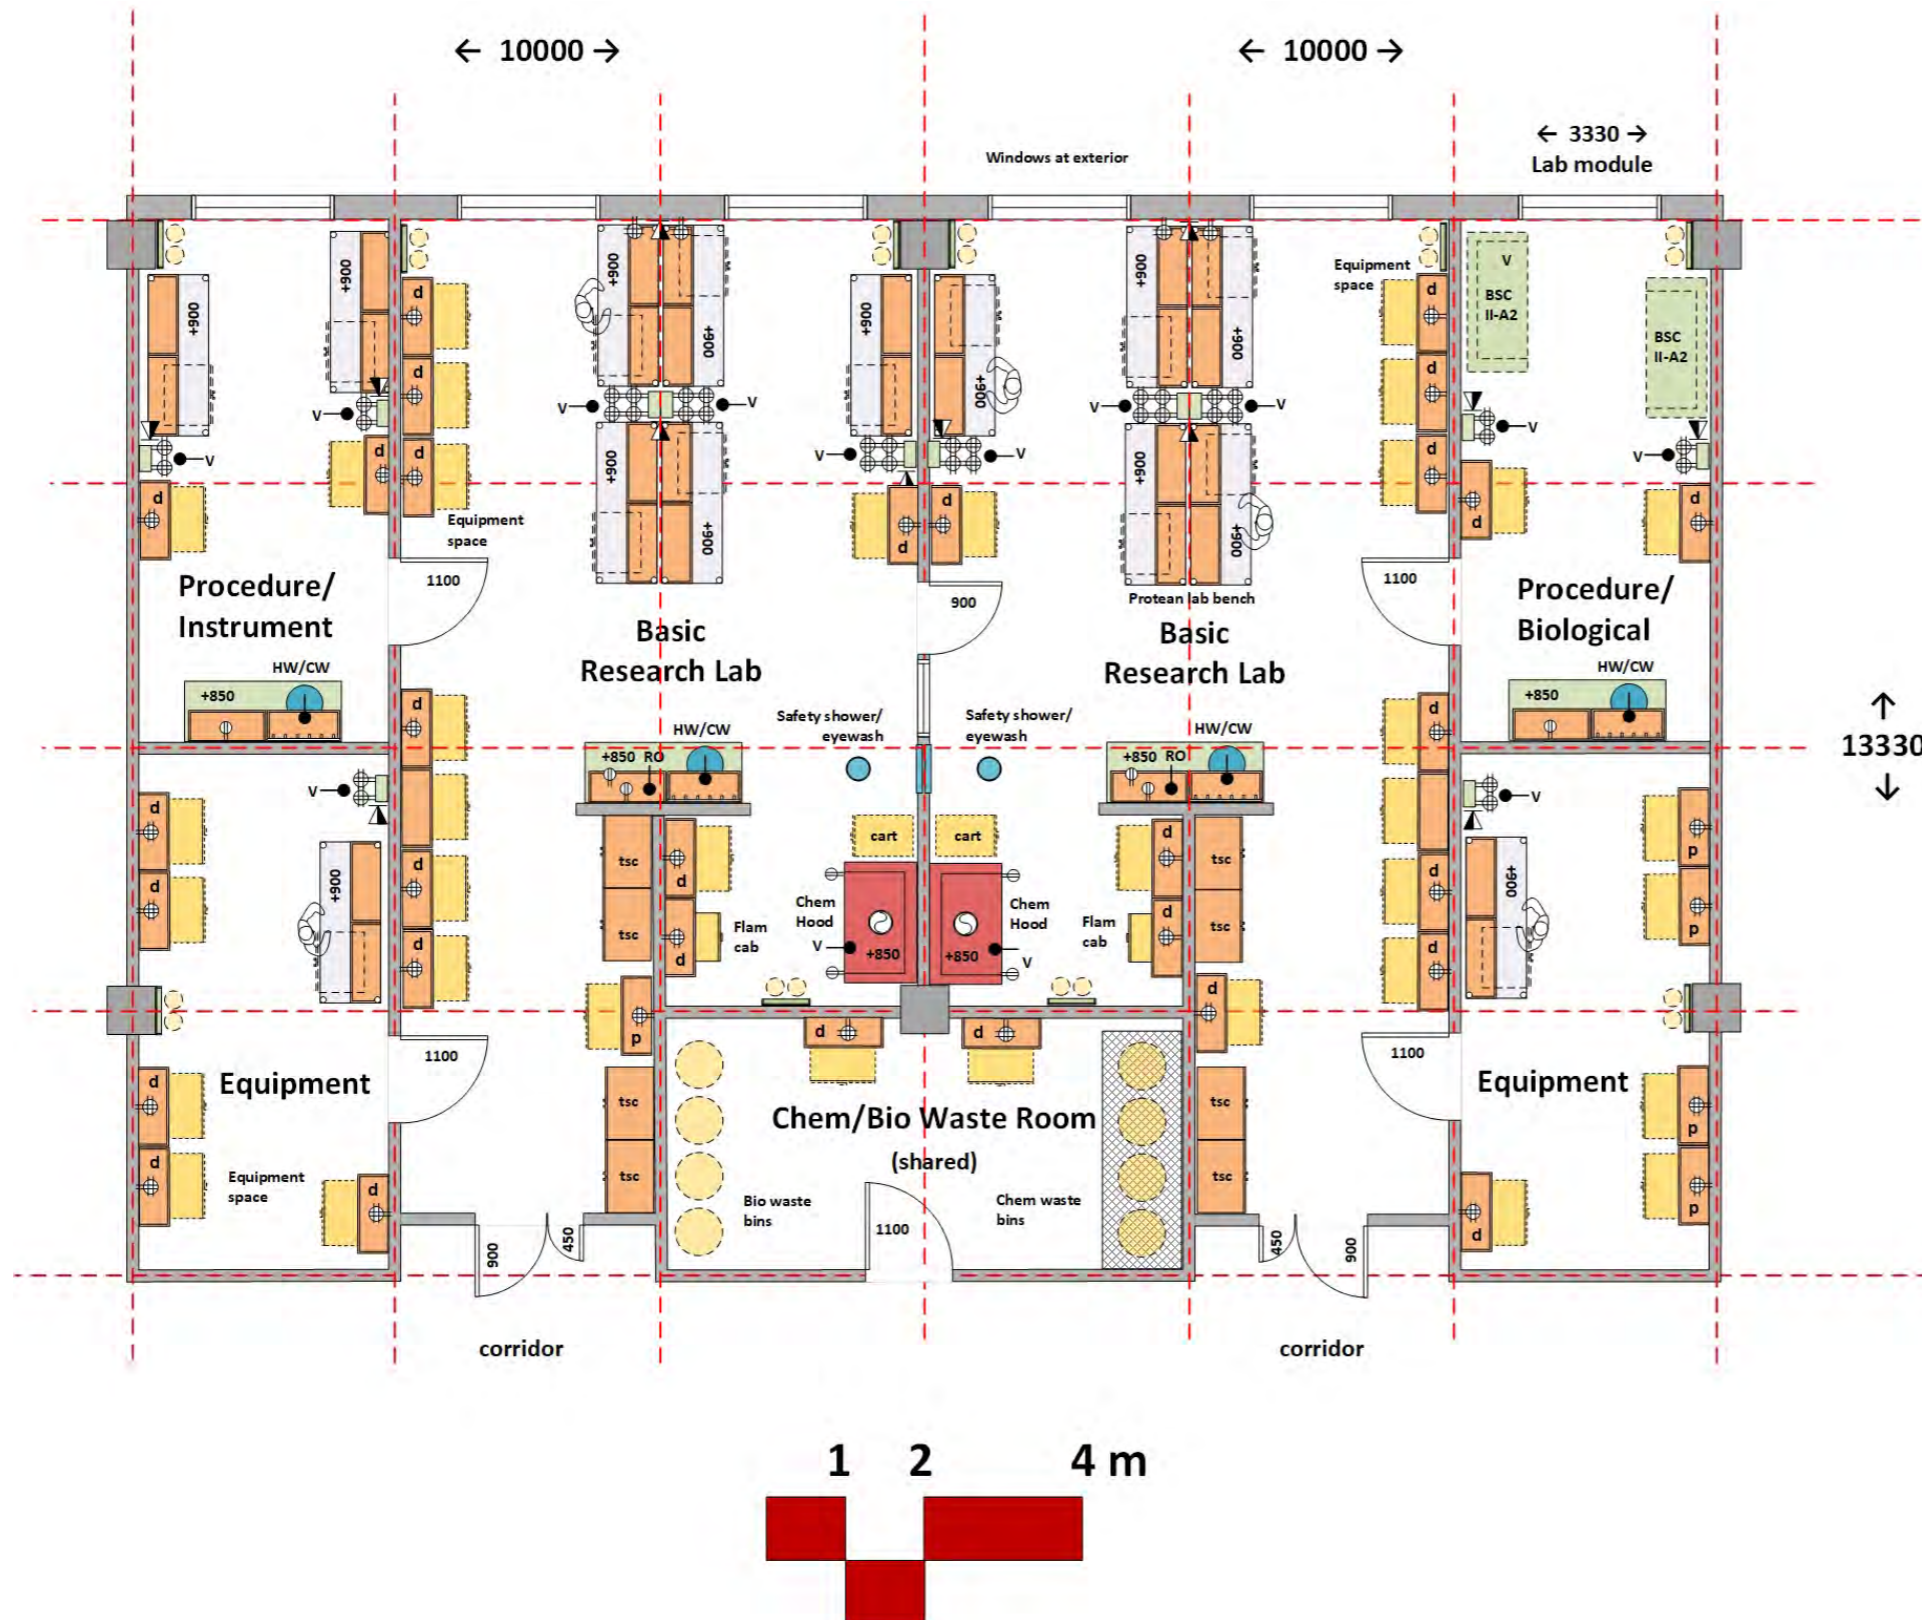 ← 10000 →
← 10000 →
← 3330 →
Lab module
Windows at exterior
+900
+900
d
d
d
V
V
d
d
Equipment
space
+900
+900
+900
+900
V
V
+900
+900
V
V
d
d
+900
+900
+900
+900
V
V
Protean lab bench
Equipment
space
d
d
d
V
BSC
II-A2
BSC
II-A2
V
V
d
d
Procedure/
Instrument
1100
Basic
Research Lab
900
Basic
Research Lab
1100
Procedure/
Biological
HW/CW
+850
HW/CW
+850
Safety shower/
eyewash
Safety shower/
eyewash
HW/CW
+850 RO
HW/CW
+850 RO
↑
13330
↓
V
d
d
+900
d
d
d
tsc
tsc
d
d
Flam
cab
cart
cart
Chem
Hood
V
+850
Chem
Hood
V
+850
Flam
cab
d
d
tsc
tsc
d
d
d
V
+900
p
p
Equipment
1100
p
d
d
Chem/Bio Waste Room
(shared)
d
1100
Equipment
d
d
Equipment
space
d
tsc
tsc
Bio waste
bins
1100
Chem waste
bins
tsc
tsc
p
p
d
900
450
450
900
corridor
corridor
1 2 4 m